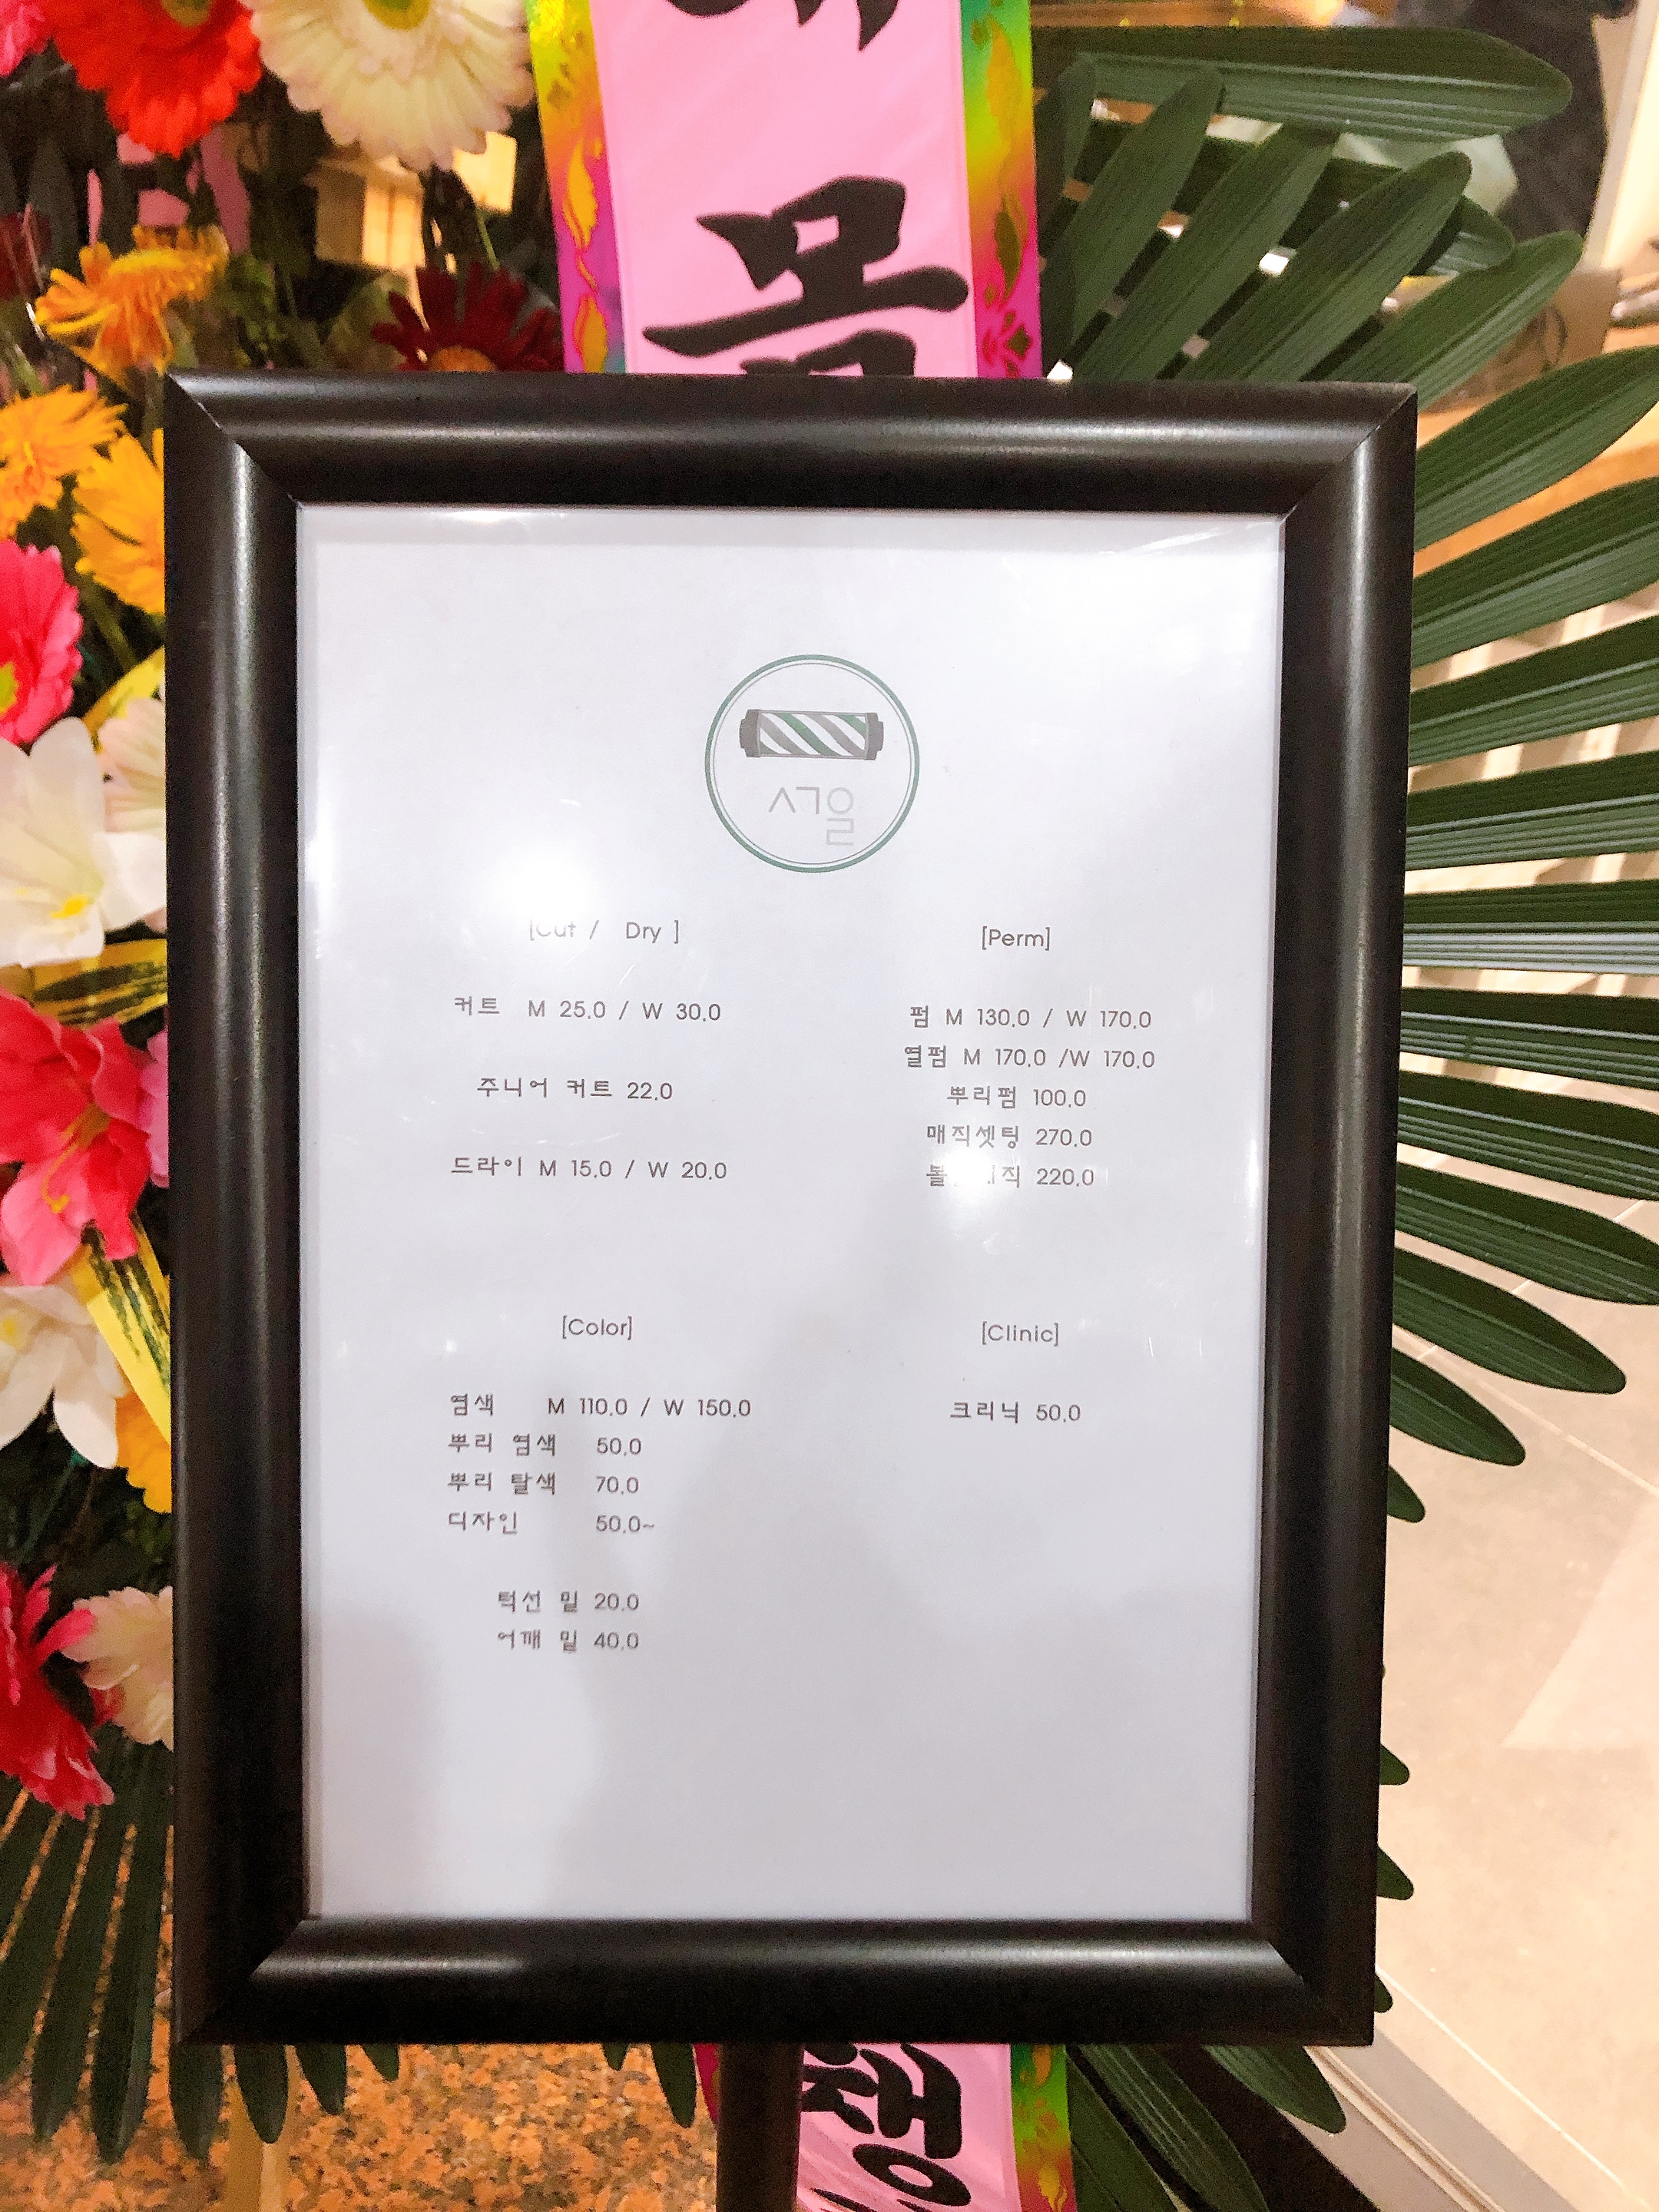 [Cut / Dry ]
커트 M 25.0 / W 30.0
주니어 커트 22.0
드라이 M 15.0 / W 20.0
[Perm]
펌 M 130.0 / W 170.0
열펌 M 170.0 /W 170.0
뿌리펌 100.0
매직셋팅 270.0
220.0
[Color]
염색 M 110.0 / W 150.0
뿌리 염색 50.0
뿌리 탈색 70.0
디자인 50.0~
턱선 밑 20.0
어깨 밑 40.0
[Clinic]
크리닉 50.0